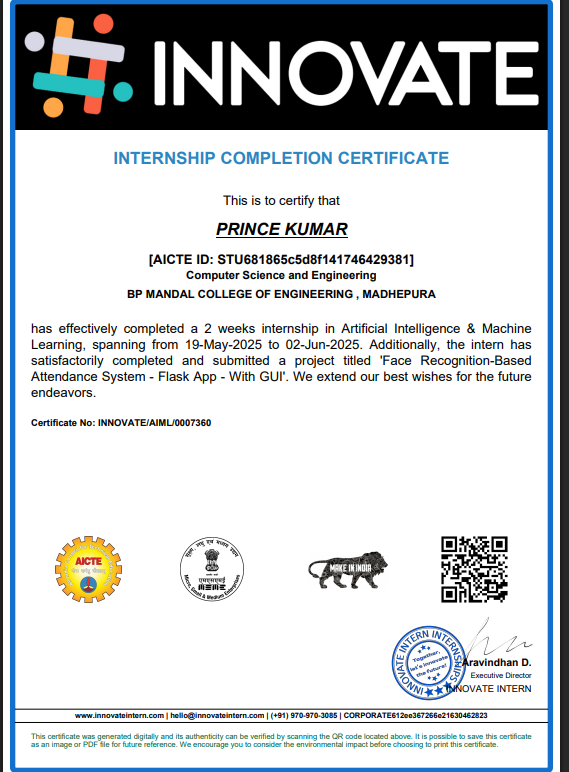 INNOVATE
INTERNSHIP COMPLETION CERTIFICATE
This is to certify that
PRINCE KUMAR
[AICTE ID: STU681865c5d8f141746429381]
Computer Science and Engineering
BP MANDAL COLLEGE OF ENGINEERING , MADHEPURA
has effectively completed a 2 weeks internship in Artificial Intelligence & Machine
Learning, spanning from 19-May-2025 to 02-Jun-2025. Additionally, the intern has
satisfactorily completed and submitted a project titled 'Face Recognition-Based
Attendance System - Flask App - With GUI'. We extend our best wishes for the future
endeavors.
Certificate No: INNOVATE/AIML/0007360
AICTE
सूक्ष्म, लघु एवं मध्यम उद्यम
एमएसएमई
MSME
Micro, Small & Medium Enterprises
MAKE IN INDIA
INNOVATE INTERN INTERNSHIPS
Together,
let's innovate
the future!
Aravindhan D.
Executive Director
INNOVATE INTERN
www.innovateintern.com | hello@innovateintern.com | (+91) 970-970-3085 | CORPORATE612ee367266e21630462823
This certificate was generated digitally and its authenticity can be verified by scanning the QR code located above. It is possible to save this certificate
as an image or PDF file for future reference. We encourage you to consider the environmental impact before choosing to print this certificate.